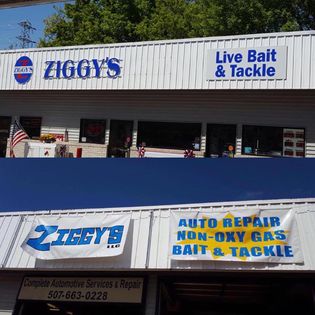 ZIGGY'S
ZIGGY'S
Live Bait
& Tackle
ZIGGY'S
LLC
AUTO REPAIR
NON-OXY GAS
BAIT & TACKLE
Complete Automotive Services & Repair
507-663-0228